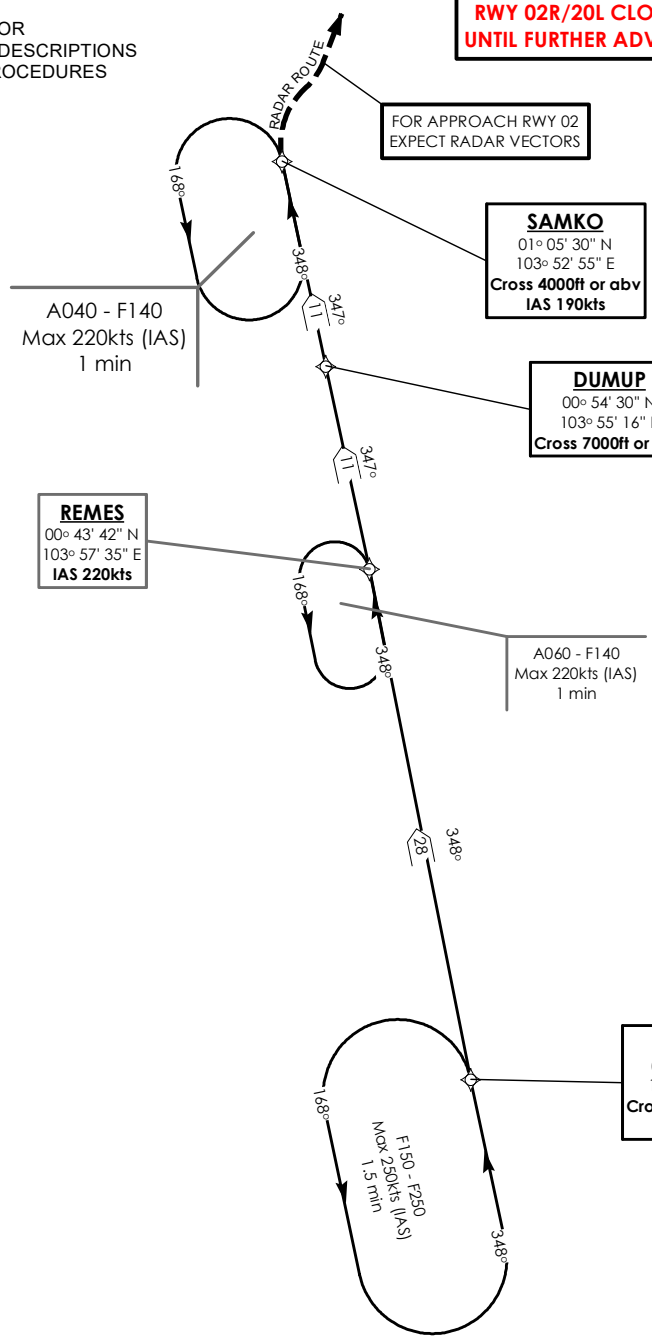 OR
DESCRIPTIONS
OCEDURES
RWY 02R/20L CLO
UNTIL FURTHER ADV
RADAR ROUTE
FOR APPROACH RWY 02
EXPECT RADAR VECTORS
168°
348°
SAMKO
01° 05' 30" N
103° 52' 55" E
Cross 4000ft or abv
IAS 190kts
A040 - F140
Max 220kts (IAS)
1 min
11
347°
DUMUP
00° 54' 30" N
103° 55' 16"
Cross 7000ft or
11
347°
REMES
00° 43' 42" N
103° 57' 35" E
IAS 220kts
168°
348°
A060 - F140
Max 220kts (IAS)
1 min
28
348°
Cro
168°
F150 - F250
Max 250kts (IAS)
1.5 min
348°